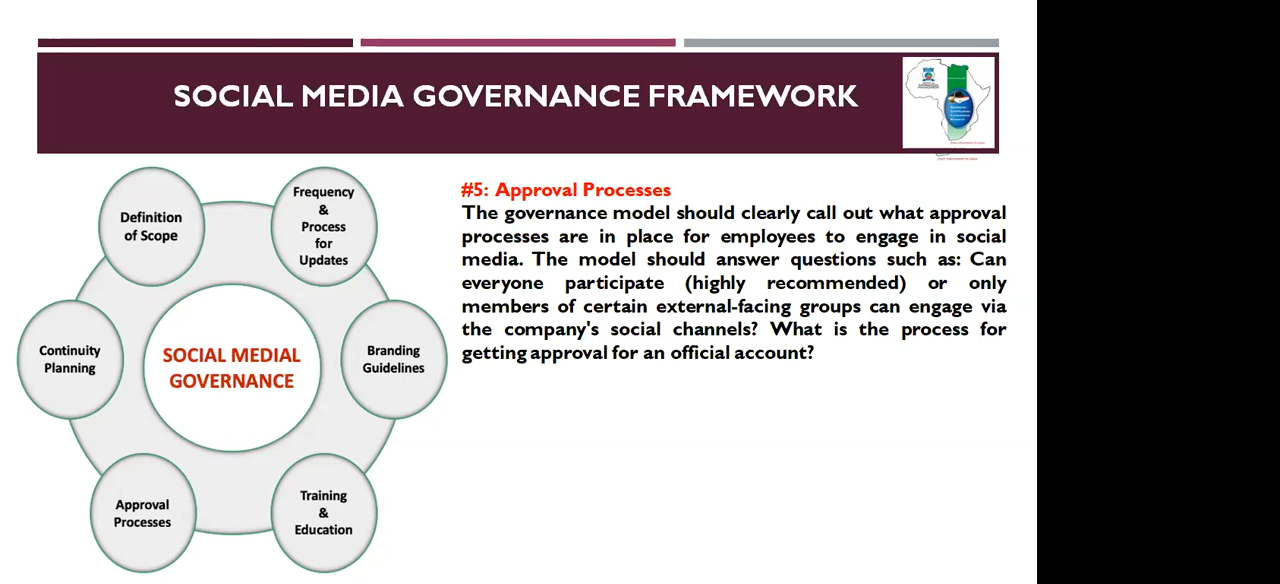 SOCIAL MEDIA GOVERNANCE FRAMEWORK
Definition
of Scope
Frequency
&
Process
for
Updates
Continuity
Planning
SOCIAL MEDIAL
GOVERNANCE
Branding
Guidelines
Approval
Processes
Training
&
Education
#5: Approval Processes
The governance model should clearly call out what approval
processes are in place for employees to engage in social
media. The model should answer questions such as: Can
everyone participate (highly recommended) or only
members of certain external-facing groups can engage via
the company's social channels? What is the process for
getting approval for an official account?